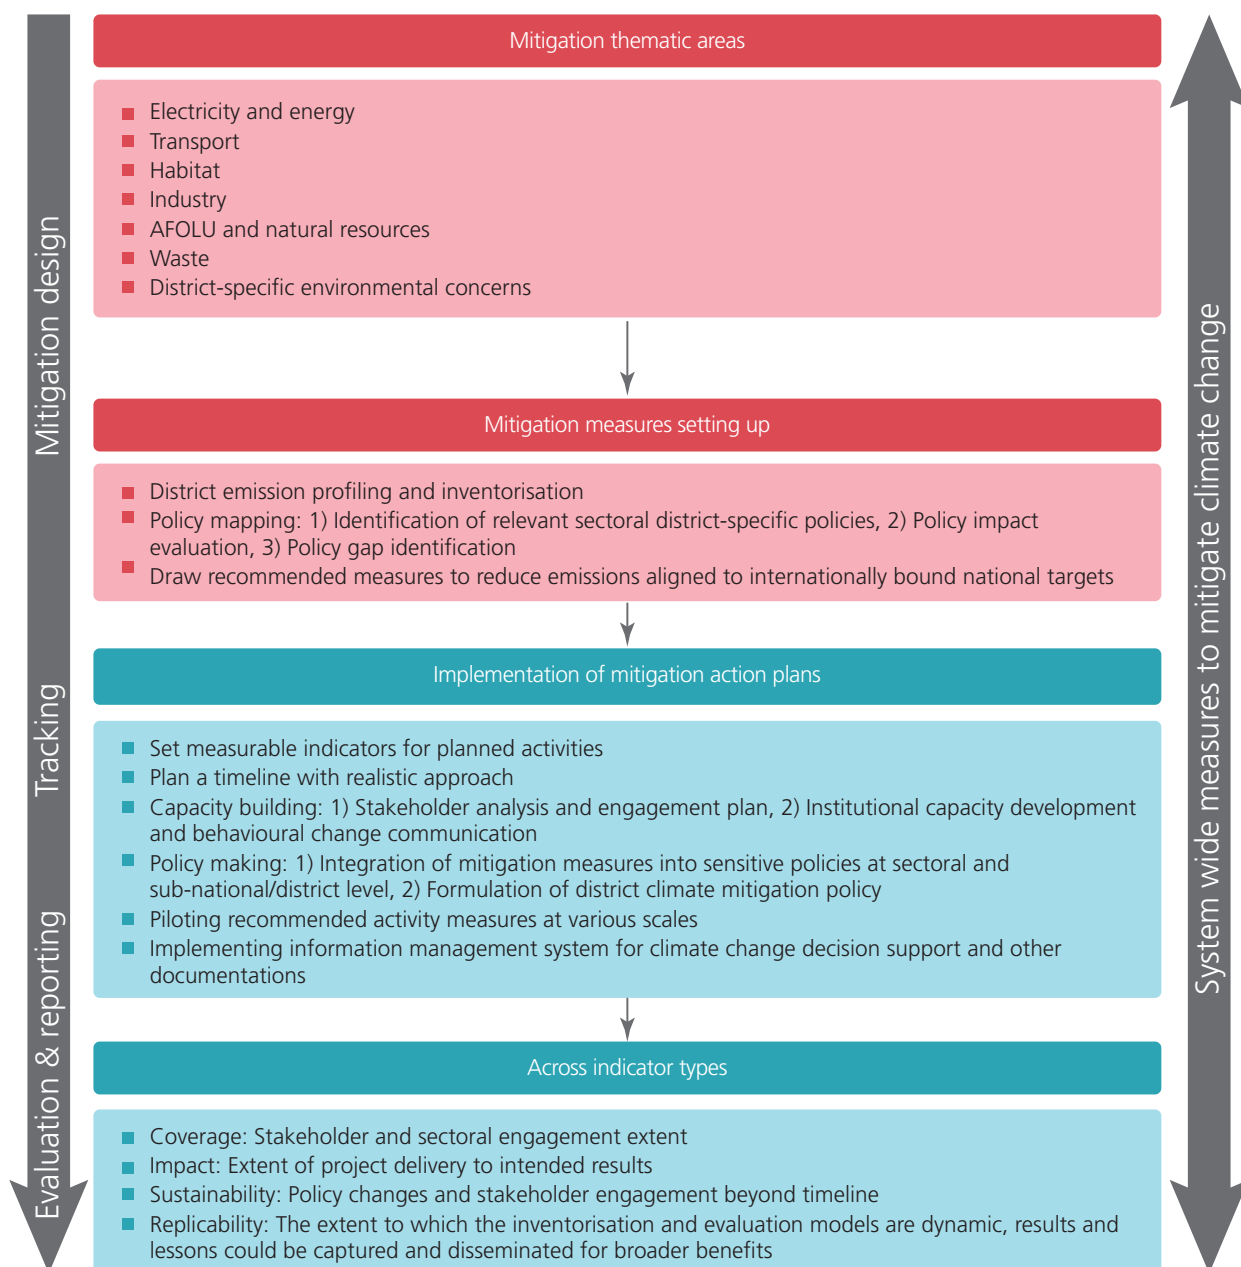 Mitigation thematic areas
Electricity and energy
Transport
Habitat
Industry
AFOLU and natural resources
Waste
District-specific environmental concerns
Mitigation measures setting up
District emission profiling and inventorisation
Policy mapping: 1) Identification of relevant sectoral district-specific policies, 2) Policy impact
evaluation, 3) Policy gap identification
Draw recommended measures to reduce emissions aligned to internationally bound national targets
Implementation of mitigation action plans
Set measurable indicators for planned activities
Plan a timeline with realistic approach
Capacity building: 1) Stakeholder analysis and engagement plan, 2) Institutional capacity development
and behavioural change communication
Policy making: 1) Integration of mitigation measures into sensitive policies at sectoral and
sub-national/district level, 2) Formulation of district climate mitigation policy
Piloting recommended activity measures at various scales
Implementing information management system for climate change decision support and other
documentations
Across indicator types
Coverage: Stakeholder and sectoral engagement extent
Impact: Extent of project delivery to intended results
Sustainability: Policy changes and stakeholder engagement beyond timeline
Replicability: The extent to which the inventorisation and evaluation models are dynamic, results and
lessons could be captured and disseminated for broader benefits
Mitigation design
Tracking
Evaluation & reporting
System wide measures to mitigate climate change